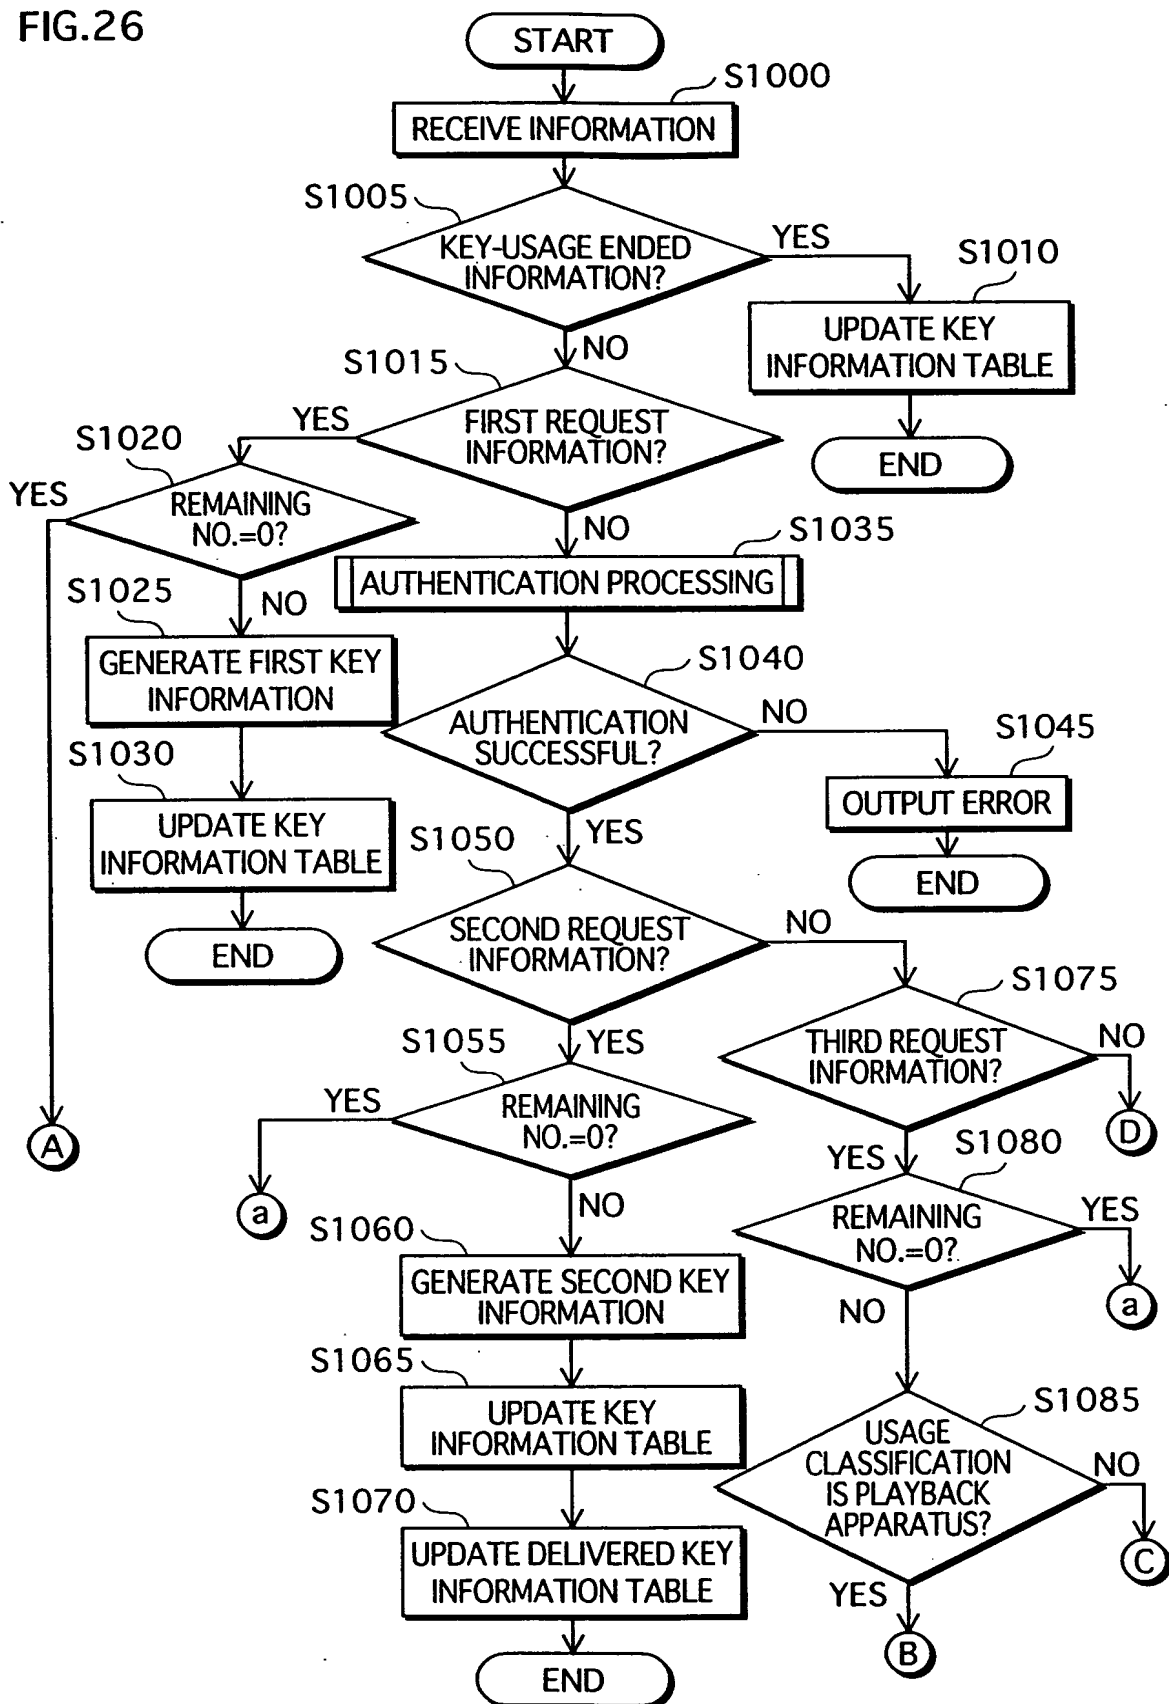 FIG.26
START
S1000
RECEIVE INFORMATION
S1005
KEY-USAGE ENDED
INFORMATION?
YES
S1010
UPDATE KEY
INFORMATION TABLE
END
NO
S1015
FIRST REQUEST
INFORMATION?
YES
S1020
YES
REMAINING
NO.=0?
NO
S1035
AUTHENTICATION PROCESSING
S1025
NO
GENERATE FIRST KEY
INFORMATION
S1040
AUTHENTICATION
SUCCESSFUL?
NO
S1045
OUTPUT ERROR
END
S1030
UPDATE KEY
INFORMATION TABLE
END
YES
S1050
SECOND REQUEST
INFORMATION?
NO
S1075
THIRD REQUEST
INFORMATION?
NO
D
YES
S1055
YES
REMAINING
NO.=0?
A
a
YES
S1080
REMAINING
NO.=0?
YES
a
NO
S1060
GENERATE SECOND KEY
INFORMATION
NO
S1065
UPDATE KEY
INFORMATION TABLE
S1085
USAGE
CLASSIFICATION
IS PLAYBACK
APPARATUS?
NO
C
S1070
UPDATE DELIVERED KEY
INFORMATION TABLE
YES
B
END